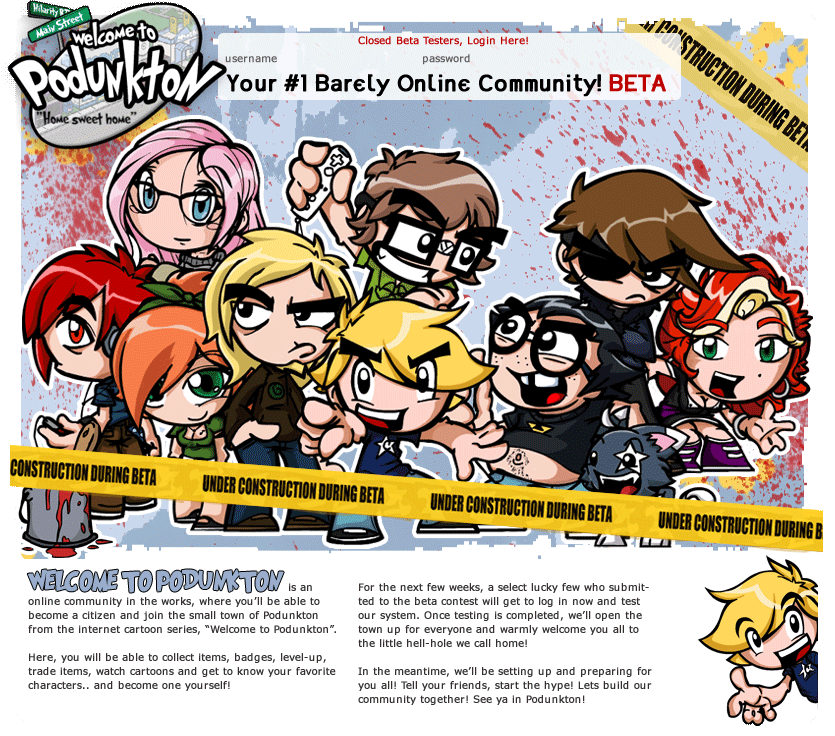 Hilarity Rd
Main Street
welcome to
PODUNKTON
"Home sweet home"
Closed Beta Testers, Login Here!
username
password
Your #1 Barely Online Community! BETA
CONSTRUCTION DURING BETA
CONSTRUCTION DURING BETA
UNDER CONSTRUCTION DURING BETA
UNDER CONSTRUCTION DURING BETA
UNDER CONSTRUCTION DURING B
WELCOME TO PODUNKTON is an
online community in the works, where you'll be able to
become a citizen and join the small town of Podunkton
from the internet cartoon series, "Welcome to Podunkton".
Here, you will be able to collect items, badges, level-up,
trade items, watch cartoons and get to know your favorite
characters.. and become one yourself!
For the next few weeks, a select lucky few who submit-
ted to the beta contest will get to log in now and test
our system. Once testing is completed, we'll open the
town up for everyone and warmly welcome you all to
the little hell-hole we call home!
In the meantime, we'll be setting up and preparing for
you all! Tell your friends, start the hype! Lets build our
community together! See ya in Podunkton!